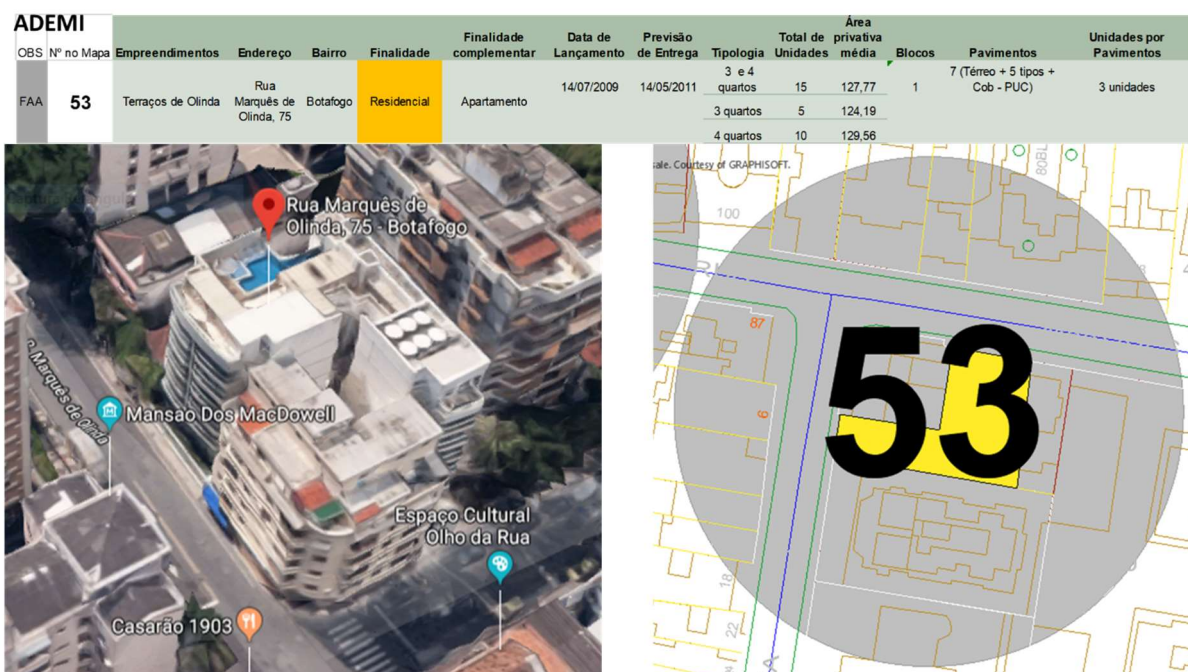 ADEMI
OBS Nº no Mapa Empreendimentos Endereço Bairro Finalidade Finalidade complementar Data de Lançamento Previsão de Entrega Tipologia Total de Unidades Área privativa média Blocos Pavimentos Unidades por Pavimentos
FAA 53 Terraços de Olinda Rua Marquês de Olinda, 75 Botafogo Residencial Apartamento 14/07/2009 14/05/2011 3 e 4 quartos 15 127,77 1 7 (Térreo + 5 tipos + Cob - PUC) 3 unidades
3 quartos 5 124,19
4 quartos 10 129,56
Rua Marquês de
Olinda, 75 - Botafogo
R. Marquês de Olinda
Mansao Dos MacDowell
Espaço Cultural
Olho da Rua
Casarão 1903
ale. Courtesy of GRAPHISOFT.
80BL
100
87
53
9
18
22